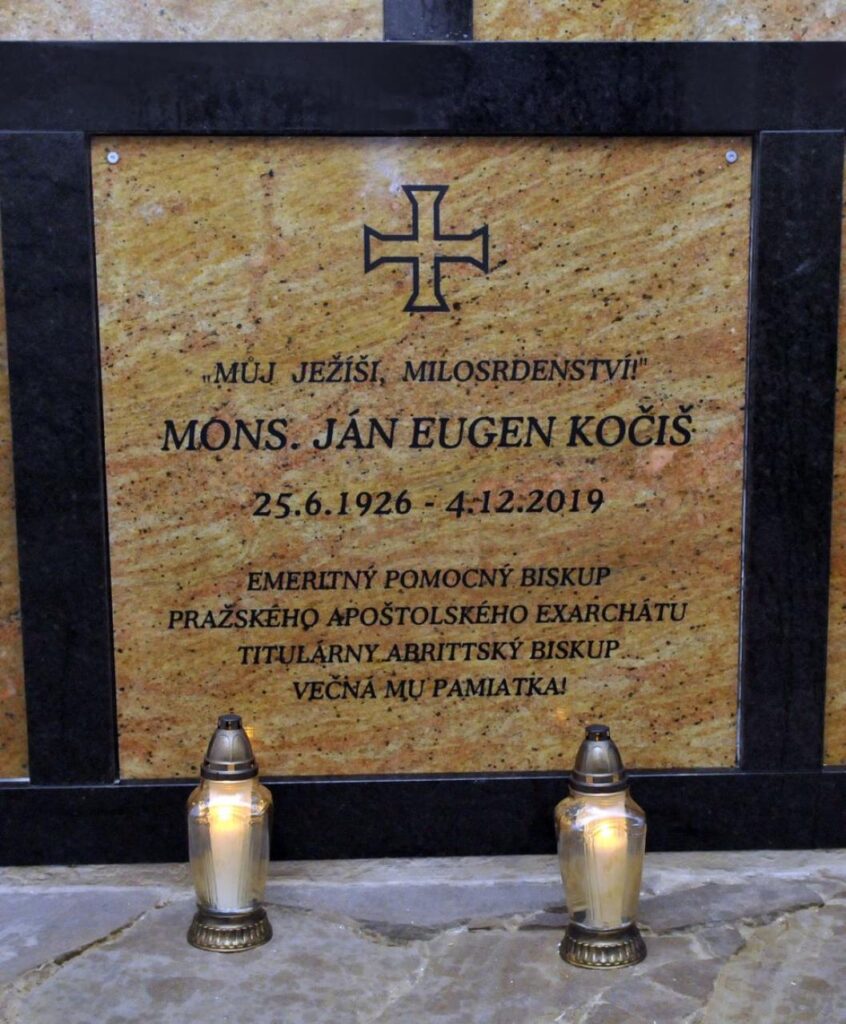 „MŮJ JEŽÍŠI, MILOSRDENSTVÍ!"
MONS. JÁN EUGEN KOČIŠ
25.6.1926 - 4.12.2019
EMERITNÝ POMOCNÝ BISKUP
PRAŽSKÉHO APOŠTOLSKÉHO EXARCHÁTU
TITULÁRNY ABRITTSKÝ BISKUP
VEČNÁ MU PAMIATKA!